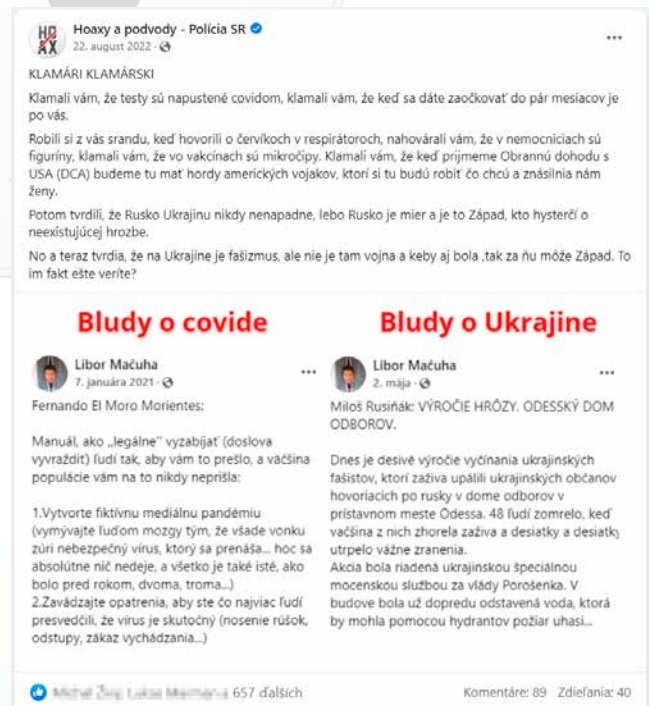 HOAX
Hoaxy a podvody - Polícia SR
22. august 2022 ·
KLAMÁRI KLAMÁRSKI
Klamali vám, že testy sú napustené covidom, klamali vám, že keď sa dáte zaočkovať do pár mesiacov je
po vás.
Robili si z vás srandu, keď hovorili o červíkoch v respirátoroch, nahovárali vám, že v nemocniciach sú
figuríny, klamali vám, že vo vakcínach sú mikročipy. Klamali vám, že keď prijmeme Obrannú dohodu s
USA (DCA) budeme tu mať hordy amerických vojakov, ktorí si tu budú robiť čo chcú a znásilnia nám
ženy.
Potom tvrdili, že Rusko Ukrajinu nikdy nenapadne, lebo Rusko je mier a je to Západ, kto hysterčí o
neexistujúcej hrozbe.
No a teraz tvrdia, že na Ukrajine je fašizmus, ale nie je tam vojna a keby aj bola ,tak za ňu môže Západ. To
im fakt ešte veríte?
Bludy o covide
Libor Mačuha
7. januára 2021 ·
Fernando El Moro Morientes:
Manuál, ako „legálne" vyzabíjať (doslova
vyvraždiť) ľudí tak, aby vám to prešlo, a väčšina
populácie vám na to nikdy neprišla:
1.Vytvorte fiktívnu mediálnu pandémiu
(vymývajte ľuďom mozgy tým, že všade vonku
zúri nebezpečný vírus, ktorý sa prenáša... hoc sa
absolútne nič nedeje, a všetko je také isté, ako
bolo pred rokom, dvoma, troma...)
2.Zavádzajte opatrenia, aby ste čo najviac ľudí
presvedčili, že vírus je skutočný (nosenie rúšok,
odstupy, zákaz vychádzania...)
Bludy o Ukrajine
Libor Mačuha
2. mája ·
Miloš Rusiňák: VÝROČIE HRÔZY. ODESSKÝ DOM
ODBOROV.
Dnes je desivé výročie vyčínania ukrajinských
fašistov, ktorí zaživa upálili ukrajinských občanov
hovoriacich po rusky v dome odborov v
prístavnom meste Odessa. 48 ľudí zomrelo, keď
vačšina z nich zhorela zaživa a desiatky a desiatky
utrpelo vážne zranenia.
Akcia bola riadená ukrajinskou špeciálnou
mocenskou službou za vlády Porošenka. V
budove bola už dopredu odstavená voda, ktorá
by mohla pomocou hydrantov požiar uhasi...
657 ďalších
Komentáre: 89 Zdieľania: 40